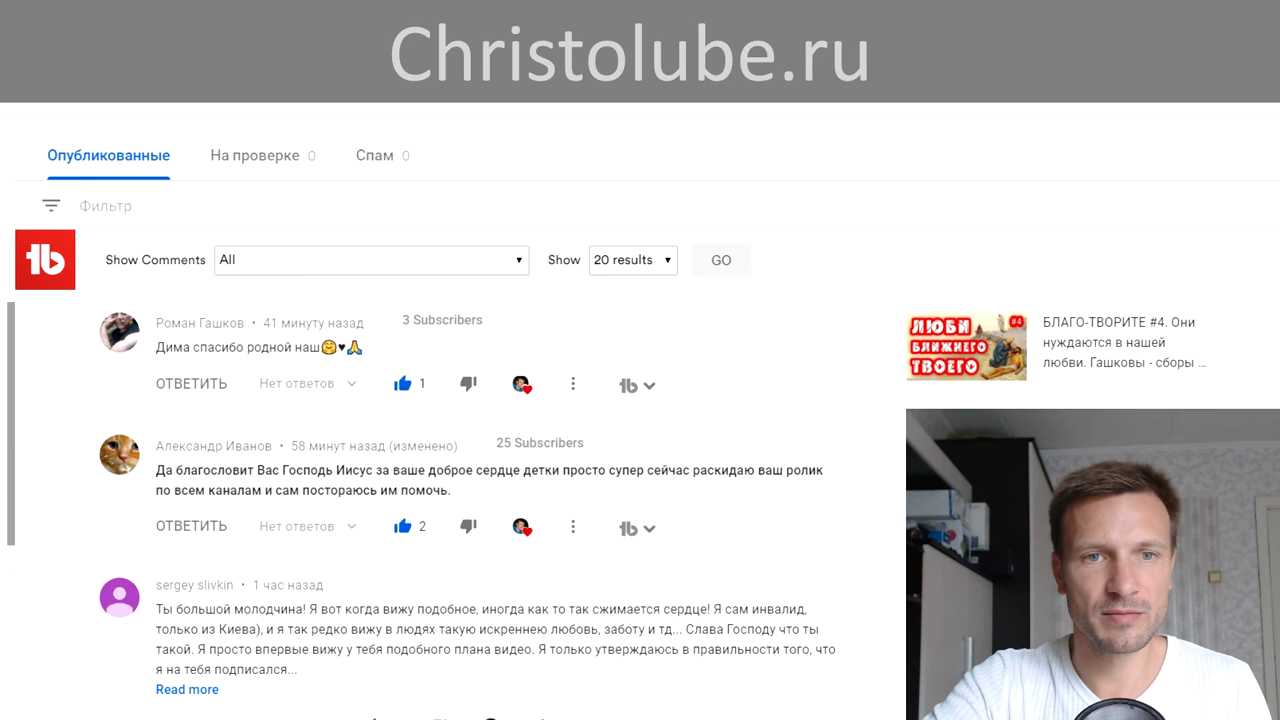 Christolube.ru
Опубликованные
На проверке 0
Спам 0
Фильтр
tb
Show Comments
All
Show
20 results
GO
Роман Гашков • 41 минуту назад
3 Subscribers
Дима спасибо родной наш🤗♥🙏
ОТВЕТИТЬ
Нет ответов
1
tb
Александр Иванов • 58 минут назад (изменено)
25 Subscribers
Да благословит Вас Господь Иисус за ваше доброе сердце детки просто супер сейчас раскидаю ваш ролик
по всем каналам и сам постораюсь им помочь.
ОТВЕТИТЬ
Нет ответов
2
tb
sergey slivkin • 1 час назад
Ты большой молодчина! Я вот когда вижу подобное, иногда как то так сжимается сердце! Я сам инвалид,
только из Киева), и я так редко вижу в людях такую искреннею любовь, заботу и тд... Слава Господу что ты
такой. Я просто впервые вижу у тебя подобного плана видео. Я только утверждаюсь в правильности того, что
я на тебя подписался...
Read more
ЛЮБИ
#4
БЛИЖНЕГО
ТВОЕГО
БЛАГО-ТВОРИТЕ #4. Они
нуждаются в нашей
любви. Гашковы - сборы ...